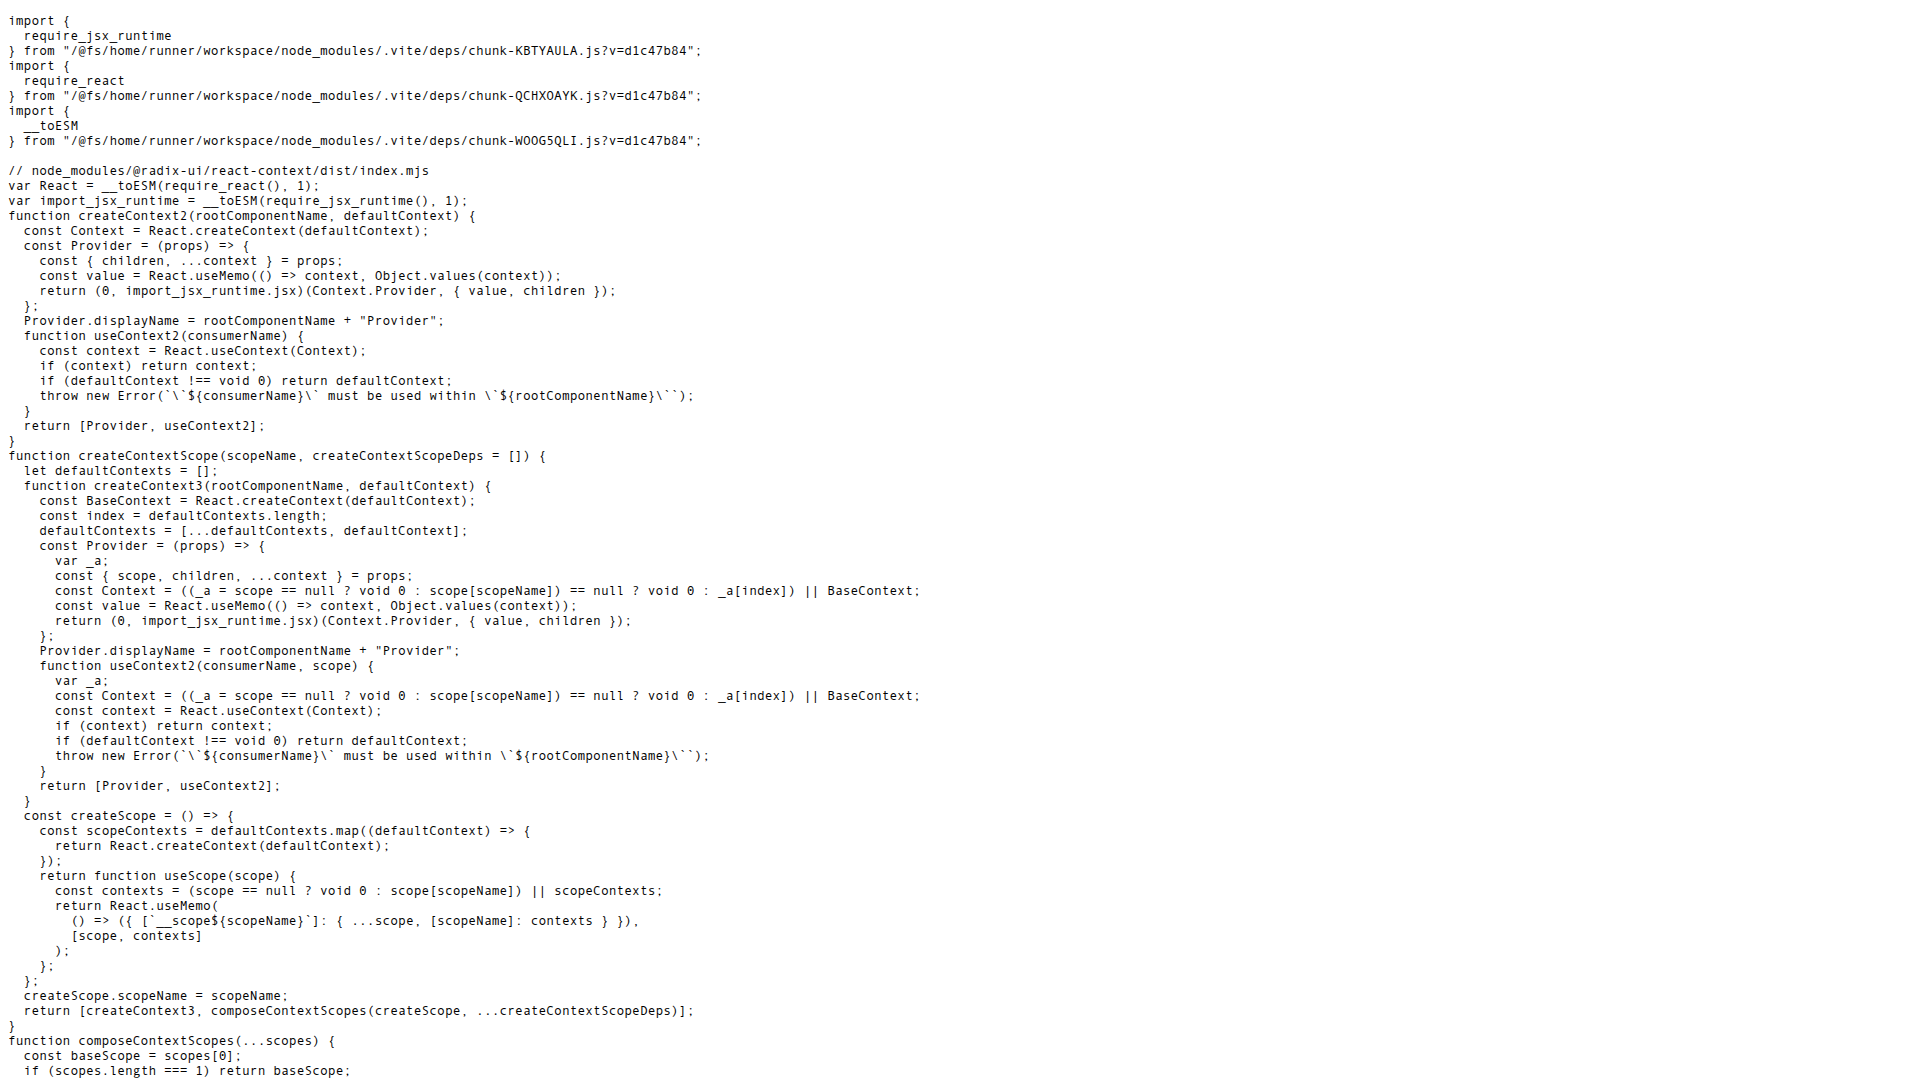 import {
  require_jsx_runtime
} from "/@fs/home/runner/workspace/node_modules/.vite/deps/chunk-KBTYAULA.js?v=d1c47b84";
import {
  require_react
} from "/@fs/home/runner/workspace/node_modules/.vite/deps/chunk-QCHXOAYK.js?v=d1c47b84";
import {
  __toESM
} from "/@fs/home/runner/workspace/node_modules/.vite/deps/chunk-WOOG5QLI.js?v=d1c47b84";

// node_modules/@radix-ui/react-context/dist/index.mjs
var React = __toESM(require_react(), 1);
var import_jsx_runtime = __toESM(require_jsx_runtime(), 1);
function createContext2(rootComponentName, defaultContext) {
  const Context = React.createContext(defaultContext);
  const Provider = (props) => {
    const { children, ...context } = props;
    const value = React.useMemo(() => context, Object.values(context));
    return (0, import_jsx_runtime.jsx)(Context.Provider, { value, children });
  };
  Provider.displayName = rootComponentName + "Provider";
  function useContext2(consumerName) {
    const context = React.useContext(Context);
    if (context) return context;
    if (defaultContext !== void 0) return defaultContext;
    throw new Error(`\`${consumerName}\` must be used within \`${rootComponentName}\``);
  }
  return [Provider, useContext2];
}
function createContextScope(scopeName, createContextScopeDeps = []) {
  let defaultContexts = [];
  function createContext3(rootComponentName, defaultContext) {
    const BaseContext = React.createContext(defaultContext);
    const index = defaultContexts.length;
    defaultContexts = [...defaultContexts, defaultContext];
    const Provider = (props) => {
      var _a;
      const { scope, children, ...context } = props;
      const Context = ((_a = scope == null ? void 0 : scope[scopeName]) == null ? void 0 : _a[index]) || BaseContext;
      const value = React.useMemo(() => context, Object.values(context));
      return (0, import_jsx_runtime.jsx)(Context.Provider, { value, children });
    };
    Provider.displayName = rootComponentName + "Provider";
    function useContext2(consumerName, scope) {
      var _a;
      const Context = ((_a = scope == null ? void 0 : scope[scopeName]) == null ? void 0 : _a[index]) || BaseContext;
      const context = React.useContext(Context);
      if (context) return context;
      if (defaultContext !== void 0) return defaultContext;
      throw new Error(`\`${consumerName}\` must be used within \`${rootComponentName}\``);
    }
    return [Provider, useContext2];
  }
  const createScope = () => {
    const scopeContexts = defaultContexts.map((defaultContext) => {
      return React.createContext(defaultContext);
    });
    return function useScope(scope) {
      const contexts = (scope == null ? void 0 : scope[scopeName]) || scopeContexts;
      return React.useMemo(
        () => ({ [`__scope${scopeName}`]: { ...scope, [scopeName]: contexts } }),
        [scope, contexts]
      );
    };
  };
  createScope.scopeName = scopeName;
  return [createContext3, composeContextScopes(createScope, ...createContextScopeDeps)];
}
function composeContextScopes(...scopes) {
  const baseScope = scopes[0];
  if (scopes.length === 1) return baseScope;